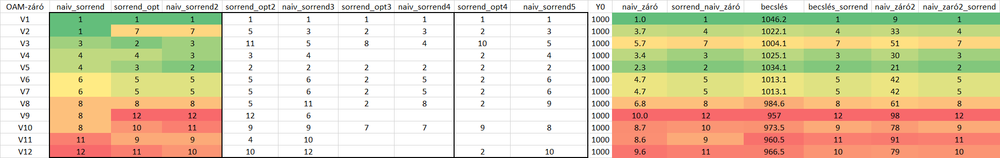 OAM-záró naiv_sorrend sorrend_opt naiv_sorrend2 sorrend_opt2 naiv_sorrend3 sorrend_opt3 naiv_sorrend4 sorrend_opt4 naiv_sorrend5 Y0 naiv_záró sorrend_naiv_záró becslés becslés_sorrend naiv_záró2 naiv_zaró2_sorrend
V1 1 1 1 1 1 1 1 1 1 1000 1.0 1 1046.2 1 9 1
V2 1 7 7 5 3 2 3 2 3 1000 3.7 4 1022.1 4 33 4
V3 3 2 3 11 5 8 4 10 5 1000 5.7 7 1004.1 7 51 7
V4 4 4 3 3 4 2 4 1000 3.4 3 1025.1 3 30 3
V5 4 3 2 2 2 2 2 2 2 1000 2.3 2 1034.1 2 21 2
V6 6 5 5 5 6 2 5 2 6 1000 4.7 5 1013.1 5 42 5
V7 6 5 5 5 6 2 5 2 6 1000 4.7 5 1013.1 5 42 5
V8 8 8 8 5 11 2 8 2 9 1000 6.8 8 984.6 8 61 8
V9 8 12 12 12 6 1000 10.0 12 957 12 98 12
V10 8 10 11 9 9 7 7 9 8 1000 8.7 10 973.5 9 78 9
V11 11 9 9 4 10 1000 8.6 9 960.5 11 91 11
V12 12 11 10 10 12 2 10 1000 9.6 11 966.5 10 79 10